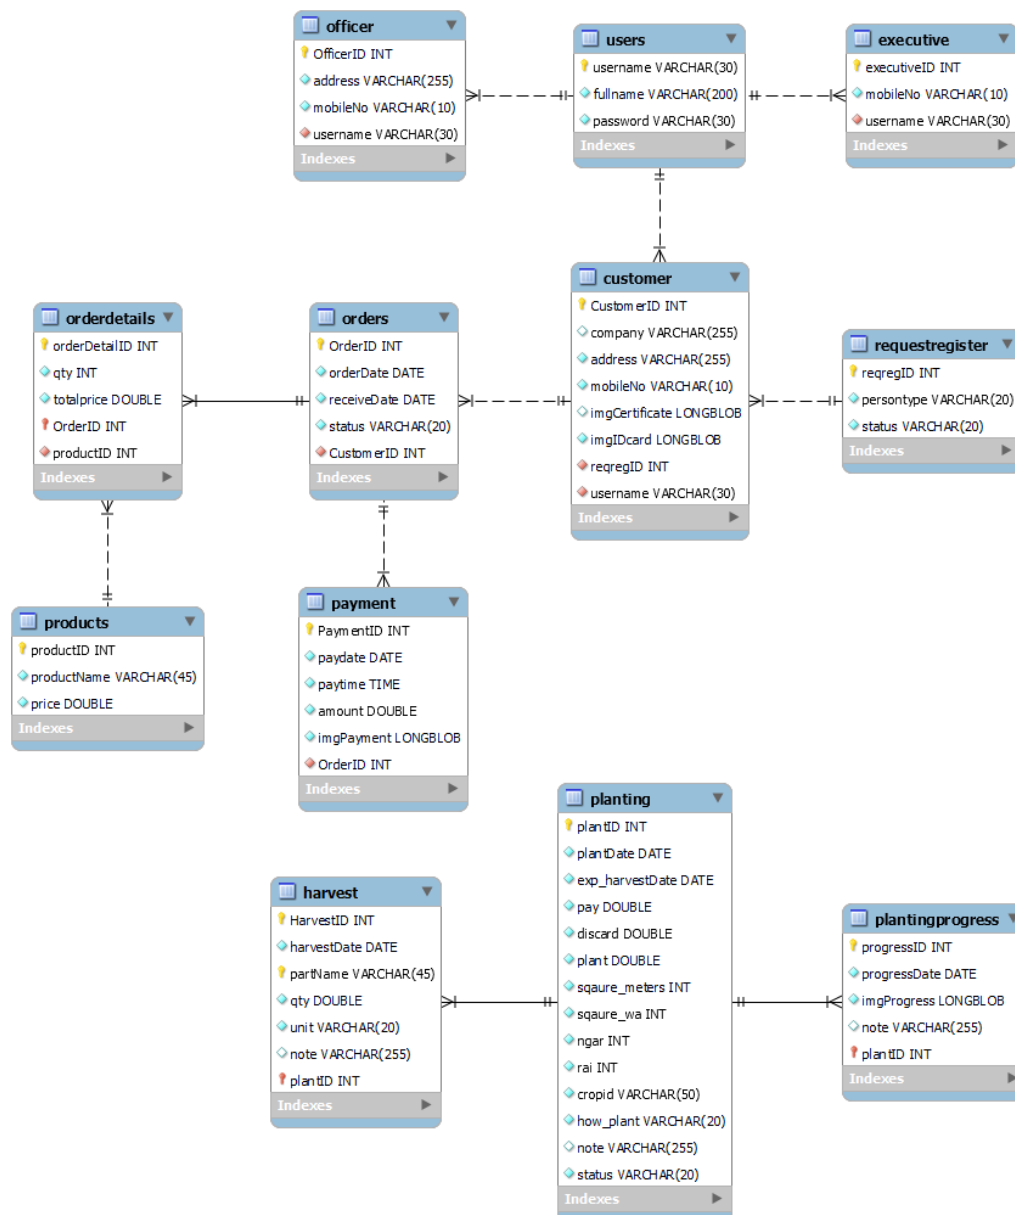 officer
OfficerID INT
address VARCHAR(255)
mobileNo VARCHAR(10)
username VARCHAR(30)
Indexes
users
username VARCHAR(30)
fullname VARCHAR(200)
password VARCHAR(30)
Indexes
executive
executiveID INT
mobileNo VARCHAR(10)
username VARCHAR(30)
Indexes
customer
CustomerID INT
company VARCHAR(255)
address VARCHAR(255)
mobileNo VARCHAR(10)
imgCertificate LONGBLOB
imgIDcard LONGBLOB
reqregID INT
username VARCHAR(30)
Indexes
orderdetails
orderDetailID INT
qty INT
totalprice DOUBLE
OrderID INT
productID INT
Indexes
orders
OrderID INT
orderDate DATE
receiveDate DATE
status VARCHAR(20)
CustomerID INT
Indexes
requestregister
reqregID INT
persontype VARCHAR(20)
status VARCHAR(20)
Indexes
products
productID INT
productName VARCHAR(45)
price DOUBLE
Indexes
payment
PaymentID INT
paydate DATE
paytime TIME
amount DOUBLE
imgPayment LONGBLOB
OrderID INT
Indexes
planting
plantID INT
plantDate DATE
exp_harvestDate DATE
pay DOUBLE
discard DOUBLE
plant DOUBLE
sqaure_meters INT
sqaure_wa INT
ngar INT
rai INT
cropid VARCHAR(50)
how_plant VARCHAR(20)
note VARCHAR(255)
status VARCHAR(20)
Indexes
harvest
HarvestID INT
harvestDate DATE
partName VARCHAR(45)
qty DOUBLE
unit VARCHAR(20)
note VARCHAR(255)
plantID INT
Indexes
plantingprogress
progressID INT
progressDate DATE
imgProgress LONGBLOB
note VARCHAR(255)
plantID INT
Indexes